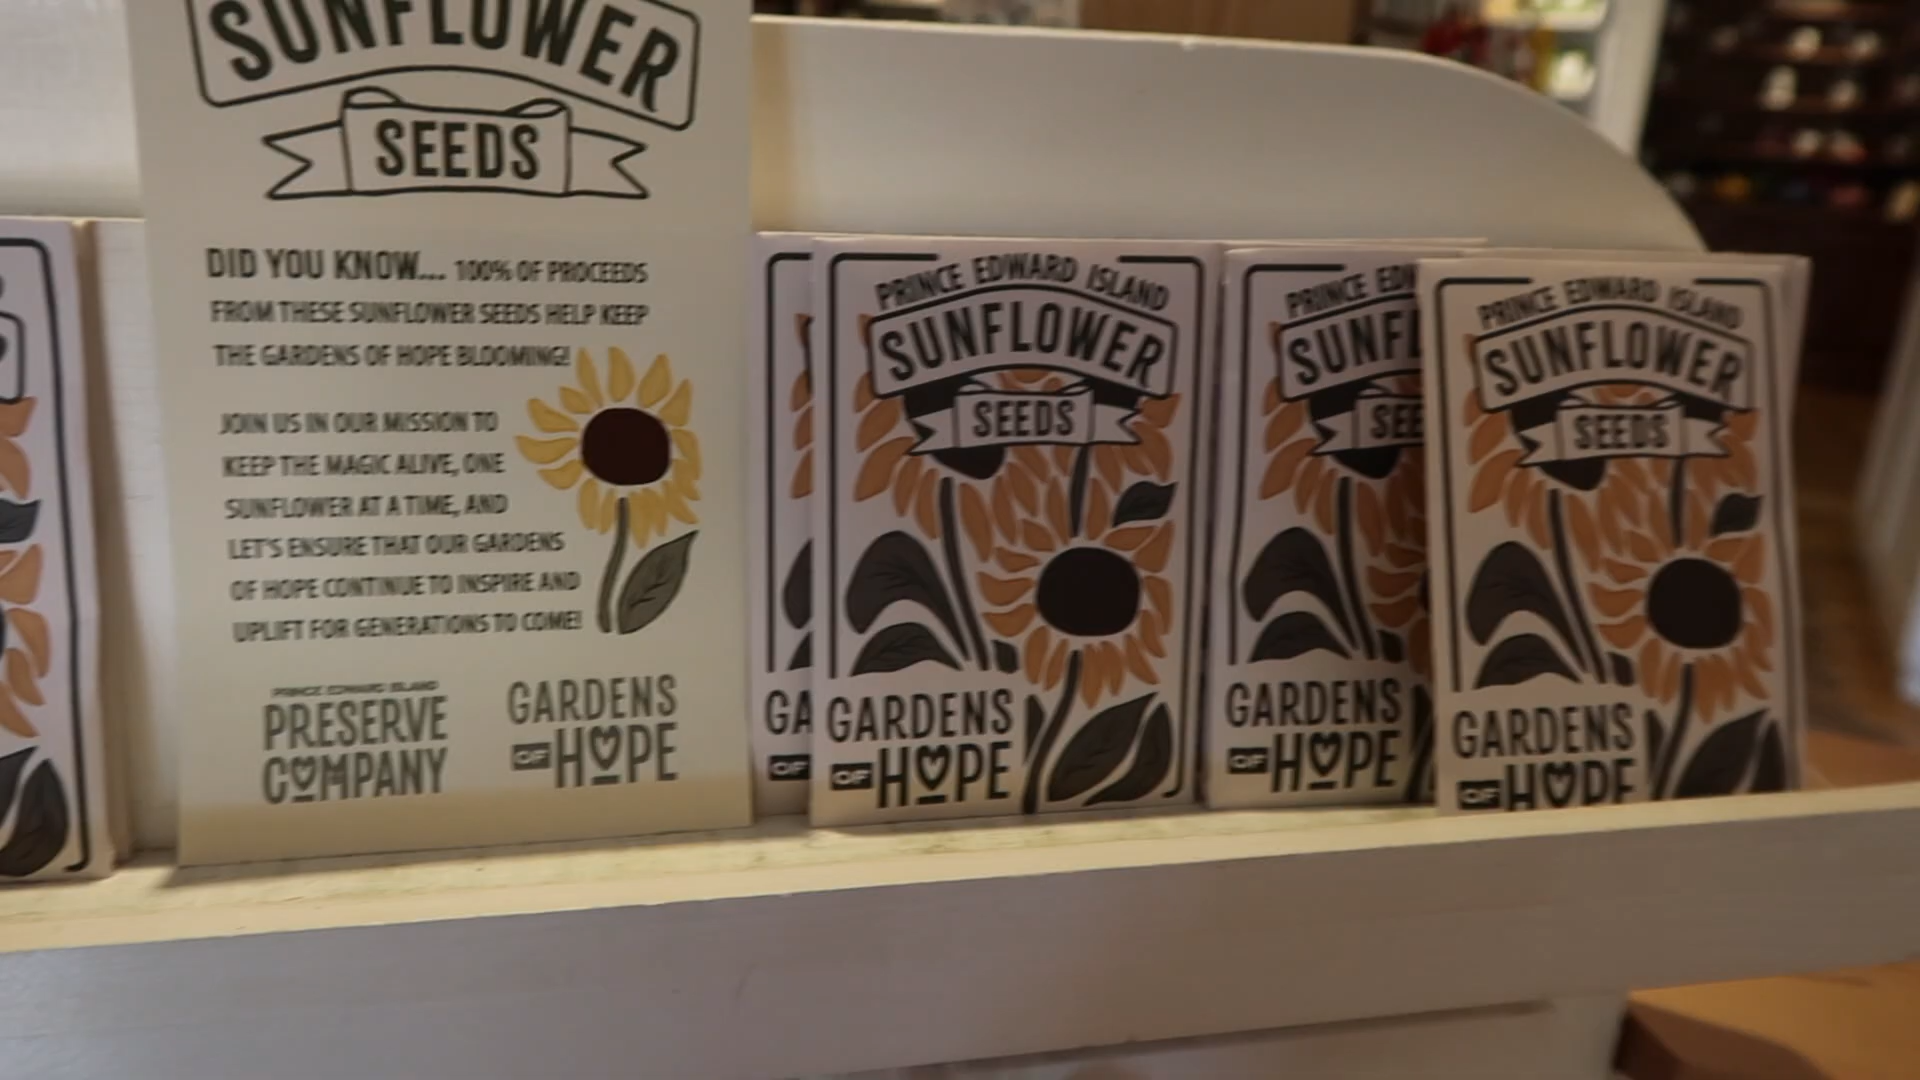 SUNFLOWER
SEEDS
DID YOU KNOW... 100% OF PROCEEDS
FROM THESE SUNFLOWER SEEDS HELP KEEP
THE GARDENS OF HOPE BLOOMING!
JOIN US IN OUR MISSION TO
KEEP THE MAGIC ALIVE, ONE
SUNFLOWER AT A TIME, AND
LET'S ENSURE THAT OUR GARDENS
OF HOPE CONTINUE TO INSPIRE AND
UPLIFT FOR GENERATIONS TO COME!
PRINCE EDWARD ISLAND
PRESERVE
COMPANY
GARDENS
OF HOPE
GA
OF
PRINCE EDWARD ISLAND
SUNFLOWER
SEEDS
GARDENS
OF HOPE
PRINCE EDW
SUNFL
SEE
GARDENS
OF HOPE
PRINCE EDWARD ISLAND
SUNFLOWER
SEEDS
GARDENS
OF HOPE